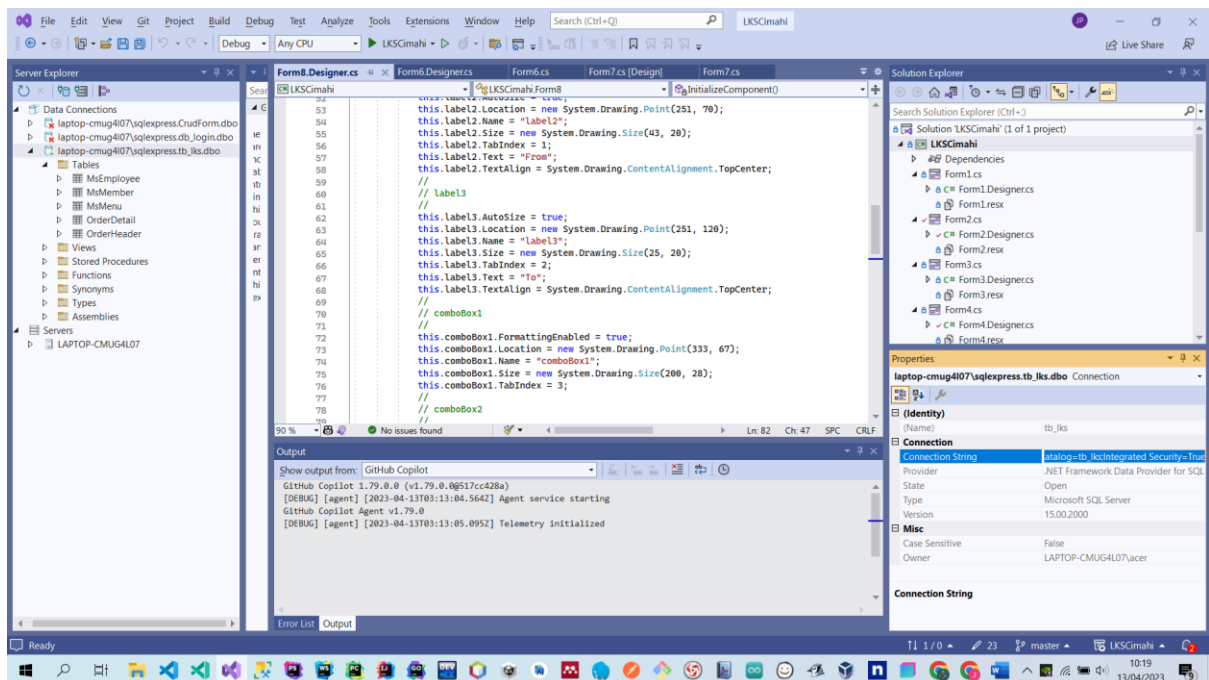 File Edit View Git Project Build Debug Test Analyze Tools Extensions Window Help Search (Ctrl+Q) LKSCimahi JP
Debug Any CPU LKSCimahi Live Share
Server Explorer
Data Connections
laptop-cmug4l07\sqlexpress.CrudForm.dbo
laptop-cmug4l07\sqlexpress.db_login.dbo
laptop-cmug4l07\sqlexpress.tb_lks.dbo
Tables
MsEmployee
MsMember
MsMenu
OrderDetail
OrderHeader
Views
Stored Procedures
Functions
Synonyms
Types
Assemblies
Servers
LAPTOP-CMUG4L07
Form8.Designer.cs Form6.Designer.cs Form6.cs Form7.cs [Design] Form7.cs
LKSCimahi LKSCimahi.Form8 InitializeComponent()
52 this.label2.AutoSize = true;
53 this.label2.Location = new System.Drawing.Point(251, 70);
54 this.label2.Name = "label2";
55 this.label2.Size = new System.Drawing.Size(43, 20);
56 this.label2.TabIndex = 1;
57 this.label2.Text = "From";
58 this.label2.TextAlign = System.Drawing.ContentAlignment.TopCenter;
59 //
60 // label3
61 //
62 this.label3.AutoSize = true;
63 this.label3.Location = new System.Drawing.Point(251, 120);
64 this.label3.Name = "label3";
65 this.label3.Size = new System.Drawing.Size(25, 20);
66 this.label3.TabIndex = 2;
67 this.label3.Text = "To";
68 this.label3.TextAlign = System.Drawing.ContentAlignment.TopCenter;
69 //
70 // comboBox1
71 //
72 this.comboBox1.FormattingEnabled = true;
73 this.comboBox1.Location = new System.Drawing.Point(333, 67);
74 this.comboBox1.Name = "comboBox1";
75 this.comboBox1.Size = new System.Drawing.Size(200, 28);
76 this.comboBox1.TabIndex = 3;
77 //
78 // comboBox2
79 //
90 % No issues found Ln: 82 Ch: 47 SPC CRLF
Output
Show output from: GitHub Copilot
GitHub Copilot 1.79.0.0 (v1.79.0.0@517cc428a)
[DEBUG] [agent] [2023-04-13T03:13:04.564Z] Agent service starting
GitHub Copilot Agent v1.79.0
[DEBUG] [agent] [2023-04-13T03:13:05.095Z] Telemetry initialized
Error List Output
Solution Explorer
Search Solution Explorer (Ctrl+;)
Solution 'LKSCimahi' (1 of 1 project)
LKSCimahi
Dependencies
Form1.cs
Form1.Designer.cs
Form1.resx
Form2.cs
Form2.Designer.cs
Form2.resx
Form3.cs
Form3.Designer.cs
Form3.resx
Form4.cs
Form4.Designer.cs
Form4.resx
Properties
laptop-cmug4l07\sqlexpress.tb_lks.dbo Connection
(Identity)
(Name) tb_lks
Connection
Connection String atalog=tb_lks;Integrated Security=True
Provider .NET Framework Data Provider for SQL
State Open
Type Microsoft SQL Server
Version 15.00.2000
Misc
Case Sensitive False
Owner LAPTOP-CMUG4L07\acer
Connection String
Ready 1 / 0 23 master LKSCimahi 2
10:19
13/04/2023